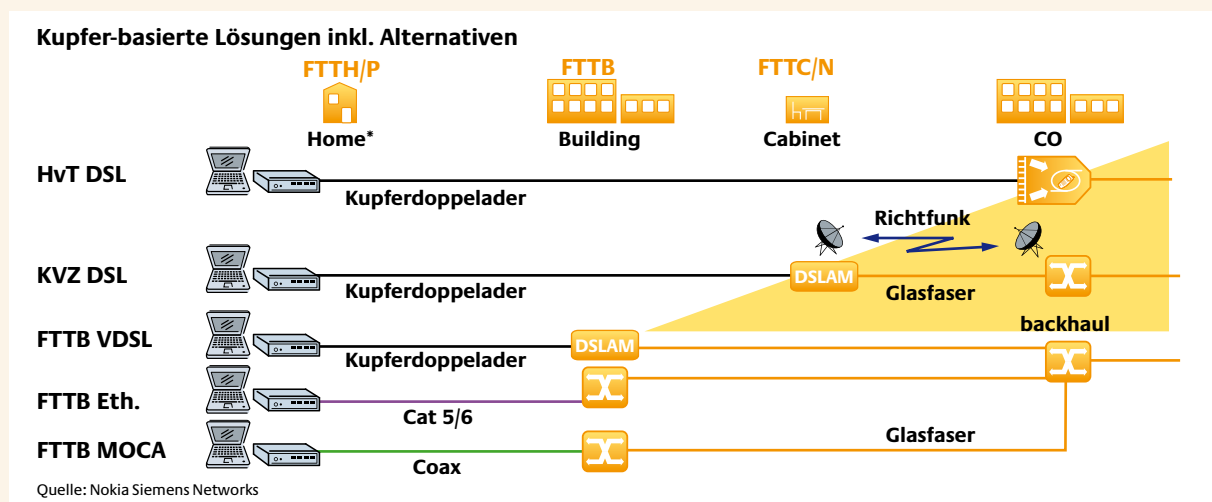 Kupfer-basierte Lösungen inkl. Alternativen
FTTH/P
FTTB
FTTC/N
Home*
Building
Cabinet
CO
HvT DSL
Kupferdoppelader
Richtfunk
KVZ DSL
Kupferdoppelader
DSLAM
Glasfaser
backhaul
FTTB VDSL
Kupferdoppelader
DSLAM
FTTB Eth.
Cat 5/6
FTTB MOCA
Coax
Glasfaser
Quelle: Nokia Siemens Networks